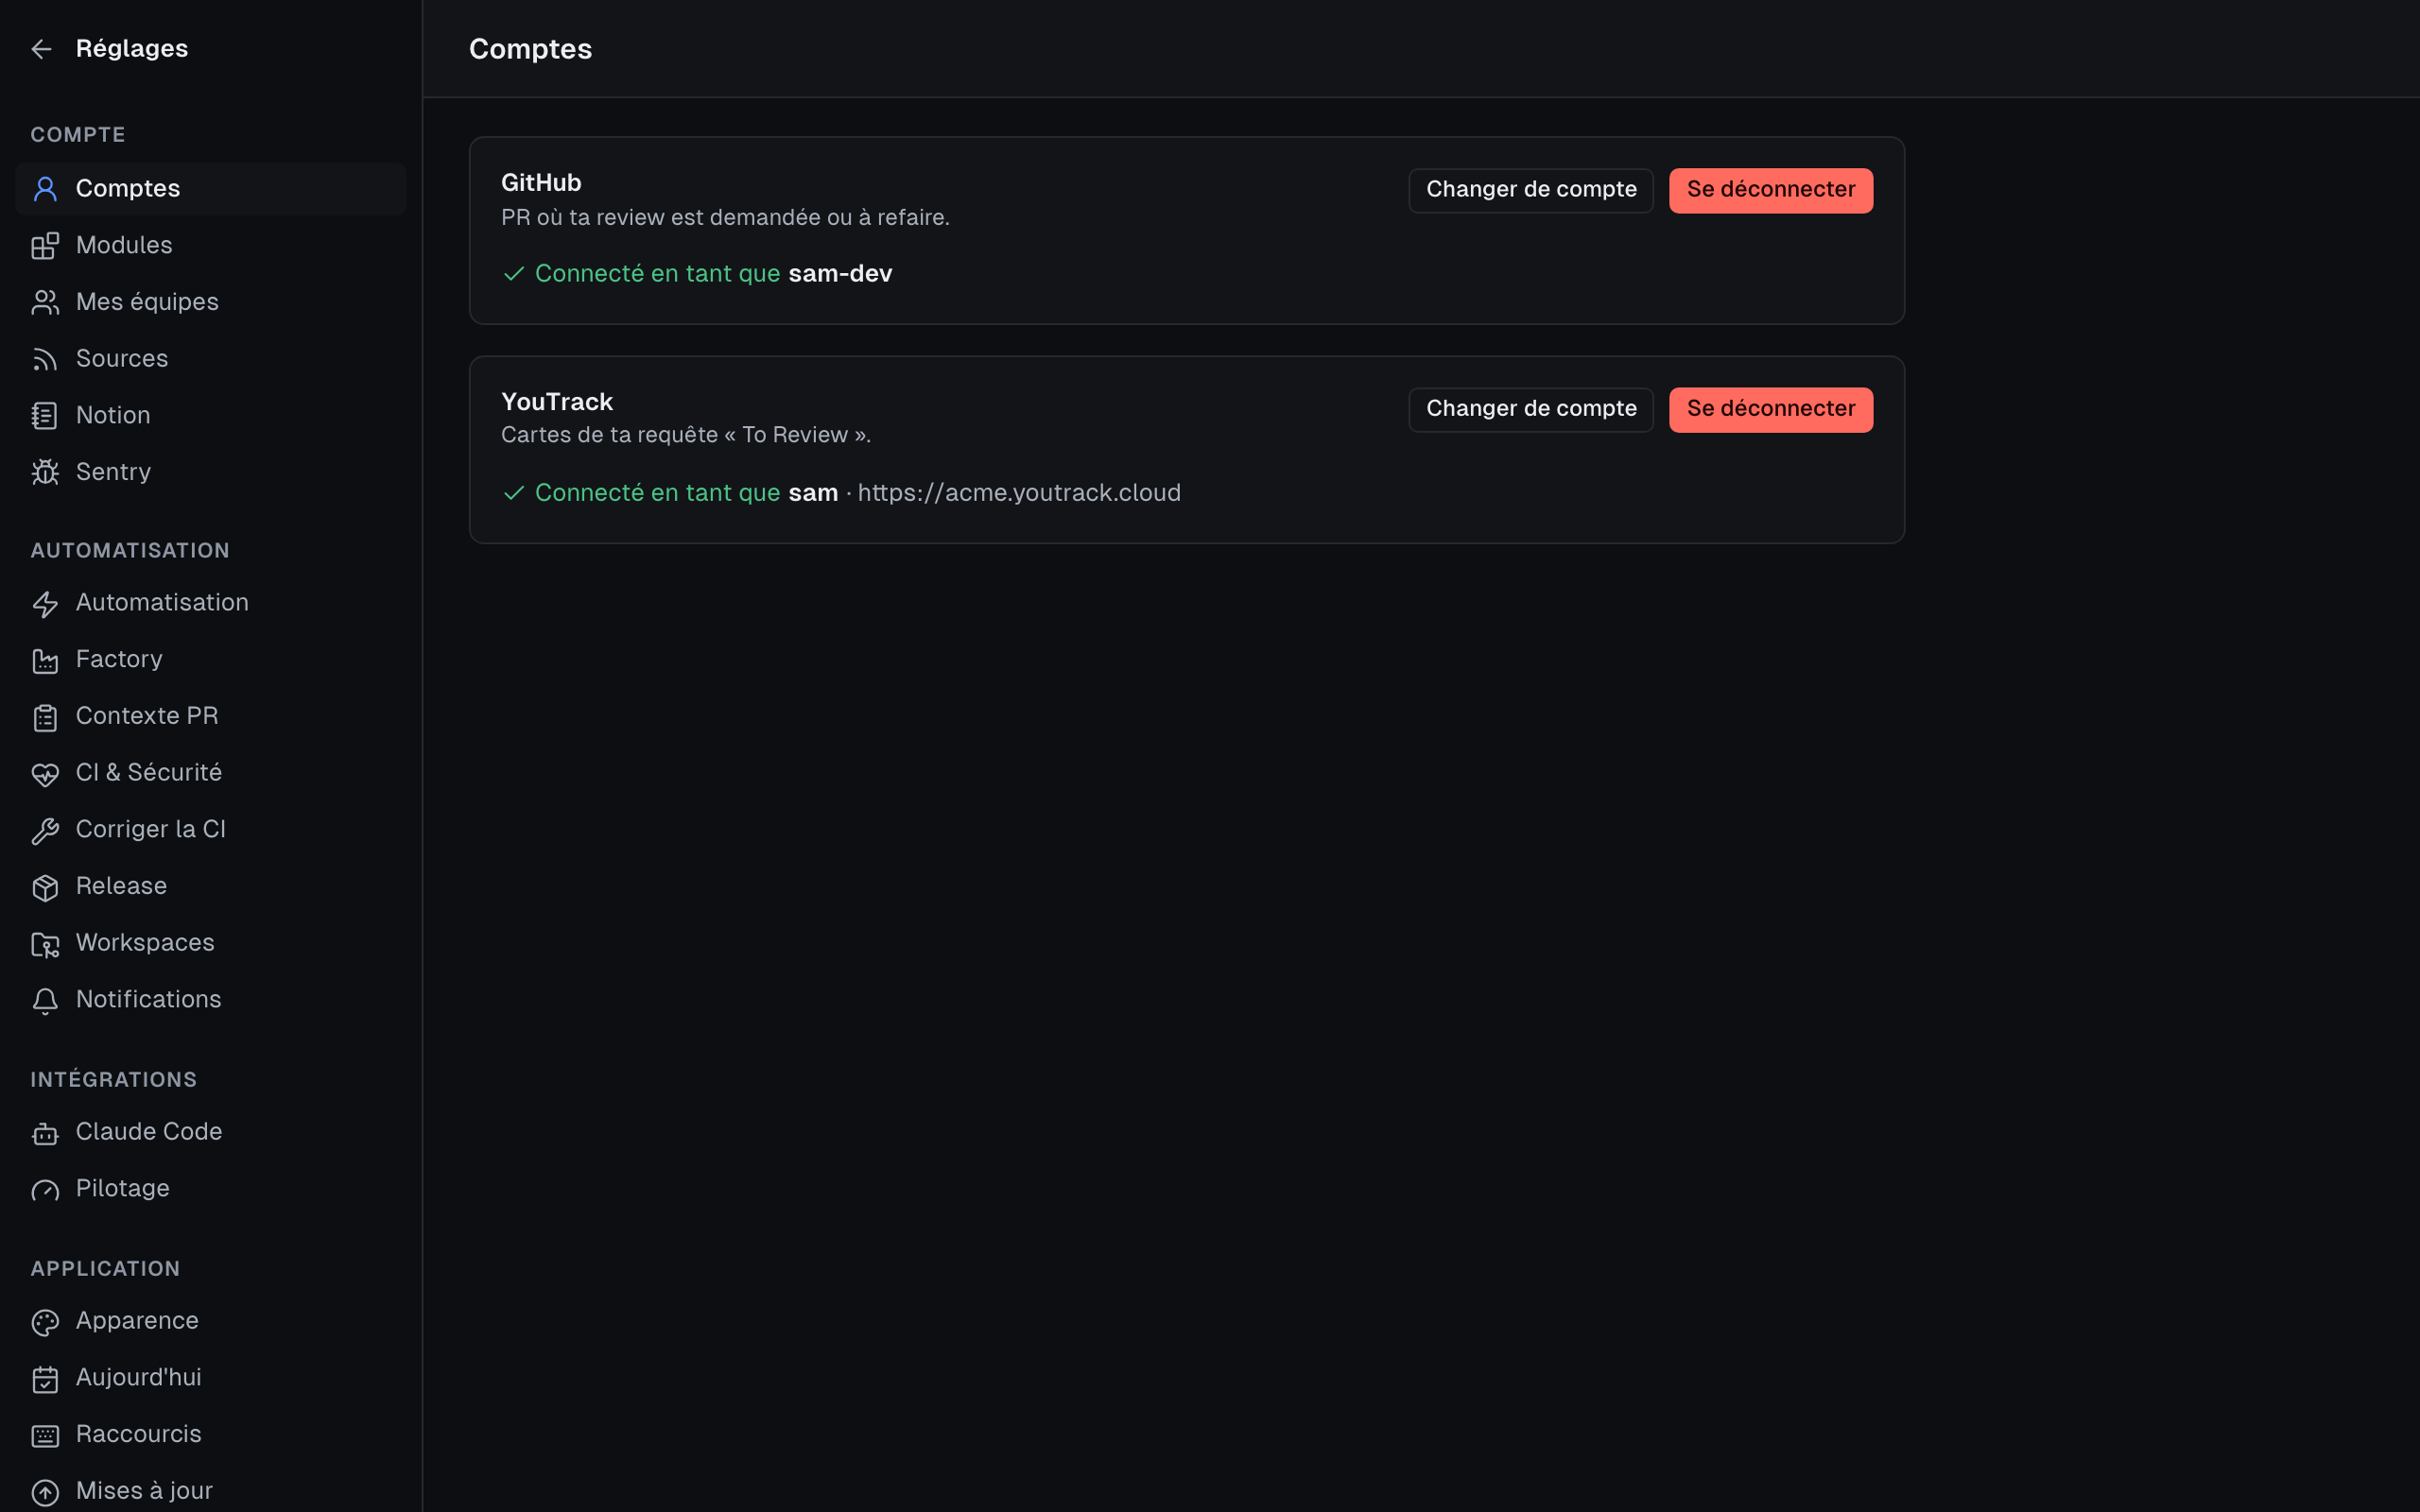 Réglages
COMPTE
Comptes
Modules
Mes équipes
Sources
Notion
Sentry
AUTOMATISATION
Automatisation
Factory
Contexte PR
CI & Sécurité
Corriger la CI
Release
Workspaces
Notifications
INTÉGRATIONS
Claude Code
Pilotage
APPLICATION
Apparence
Aujourd'hui
Raccourcis
Mises à jour
Comptes
GitHub
PR où ta review est demandée ou à refaire.
Changer de compte
Se déconnecter
Connecté en tant que sam-dev
YouTrack
Cartes de ta requête « To Review ».
Changer de compte
Se déconnecter
Connecté en tant que sam · https://acme.youtrack.cloud